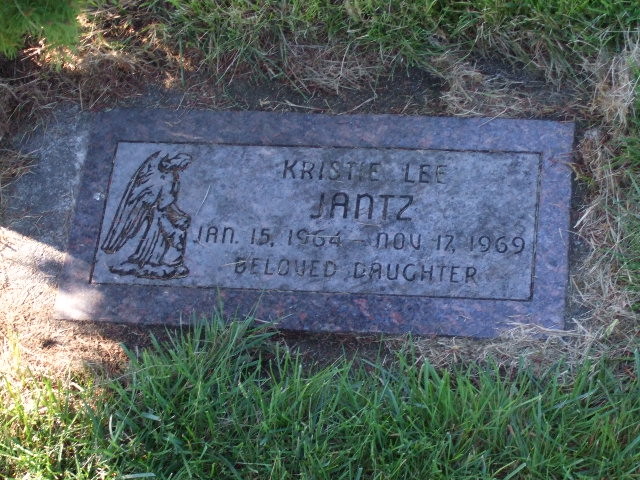 KRISTIE LEE
JANTZ
JAN. 15, 1964 — NOV. 17, 1969
BELOVED DAUGHTER